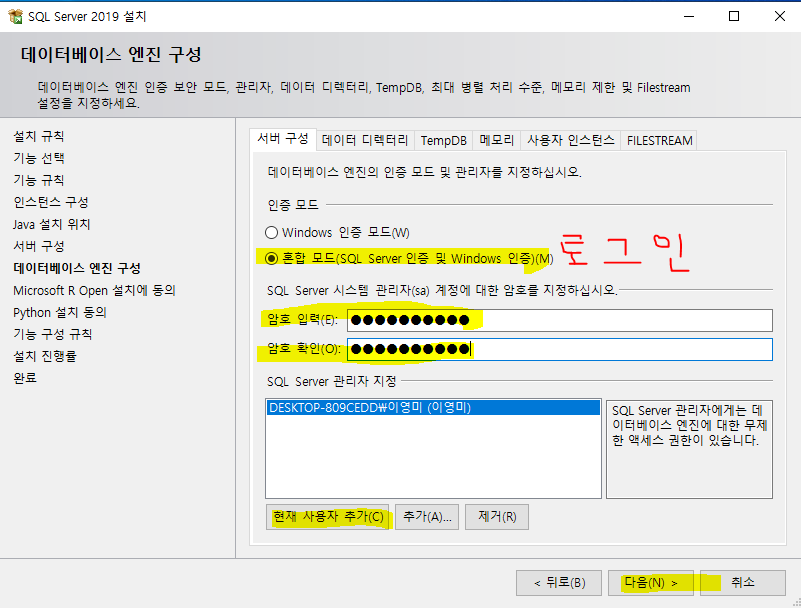 SQL Server 2019 설치
데이터베이스 엔진 구성
데이터베이스 엔진 인증 보안 모드, 관리자, 데이터 디렉터리, TempDB, 최대 병렬 처리 수준, 메모리 제한 및 Filestream
설정을 지정하세요.
설치 규칙
기능 선택
기능 규칙
인스턴스 구성
Java 설치 위치
서버 구성
데이터베이스 엔진 구성
Microsoft R Open 설치에 동의
Python 설치 동의
기능 구성 규칙
설치 진행률
완료
서버 구성 데이터 디렉터리 TempDB 메모리 사용자 인스턴스 FILESTREAM
데이터베이스 엔진의 인증 모드 및 관리자를 지정하십시오.
인증 모드
Windows 인증 모드(W)
혼합 모드(SQL Server 인증 및 Windows 인증)(M)
토그인
SQL Server 시스템 관리자(sa) 계정에 대한 암호를 지정하십시오.
암호 입력(E): ●●●●●●●●●●
암호 확인(O): ●●●●●●●●●●
SQL Server 관리자 지정
DESKTOP-809CEDD₩이영미 (이영미)
SQL Server 관리자에게는 데
이터베이스 엔진에 대한 무제
한 액세스 권한이 있습니다.
현재 사용자 추가(C) 추가(A)... 제거(R)
< 뒤로(B) 다음(N) > 취소